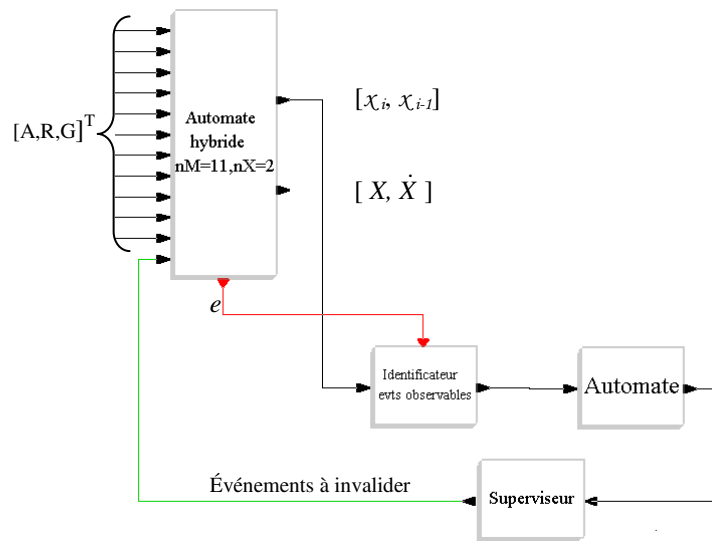 [A,R,G]ᵀ
Automate
hybride
nM=11,nX=2
[χᵢ, χᵢ₋₁]
[ X, Ẋ ]
e
Identificateur
evts observables
Automate
Événements à invalider
Superviseur